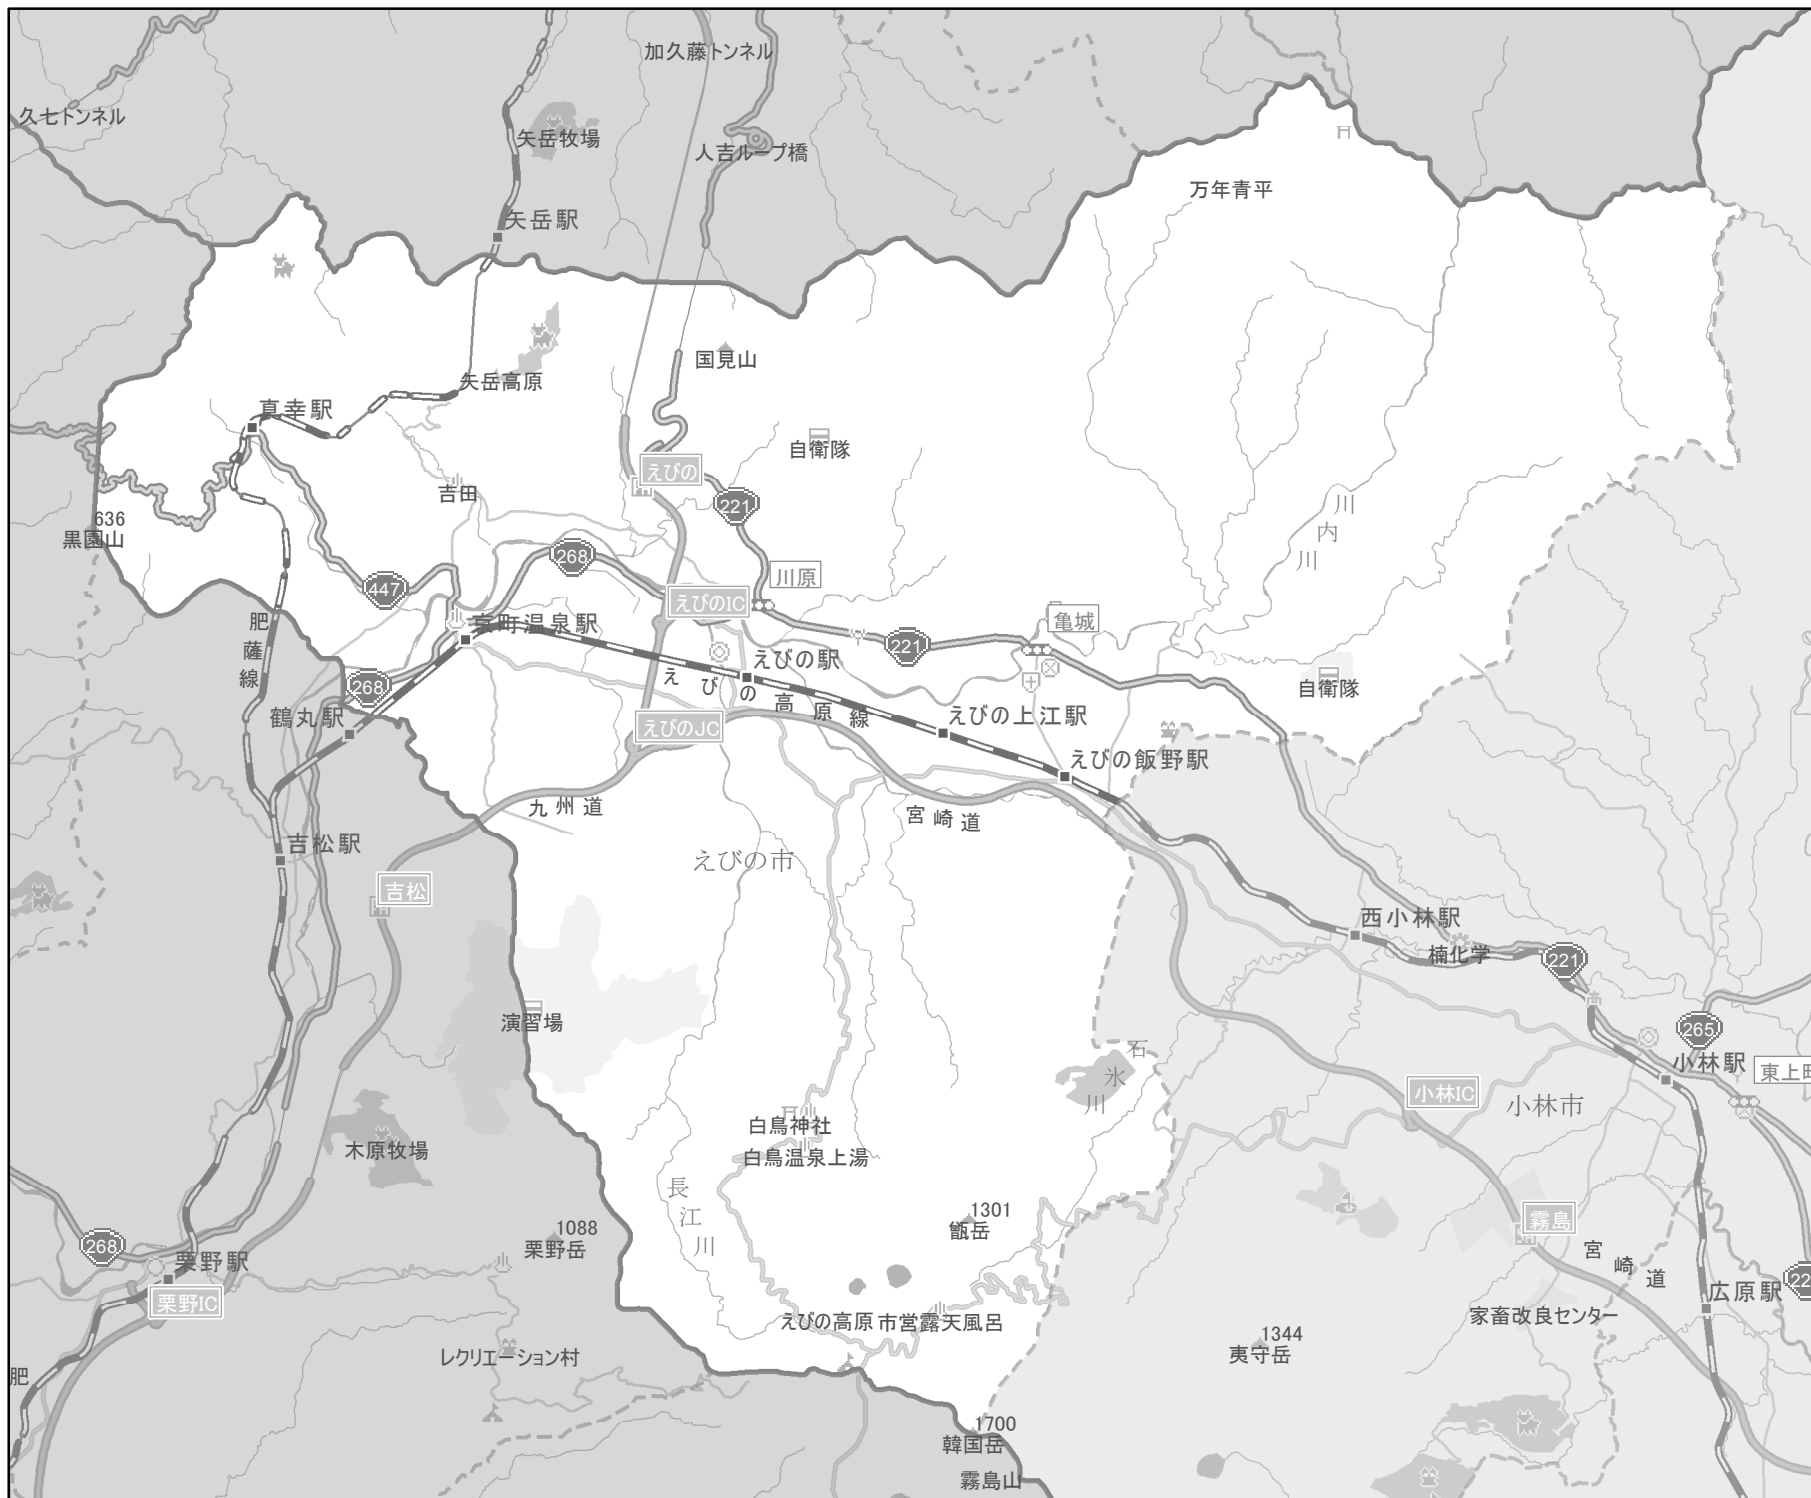 加久藤トンネル
久七トンネル
矢岳牧場
人吉ループ橋
万年青平
矢岳駅
国見山
矢岳高原
真幸駅
自衛隊
えびの
吉田
221
川内川
636
黒園山
268
447
川原
えびのIC
肥薩線
京町温泉駅
亀城
221
えびの駅
えびの高原線
268
自衛隊
鶴丸駅
えびのJC
えびの上江駅
えびの飯野駅
九州道
宮崎道
吉松駅
えびの市
吉松
西小林駅
楠化学
221
演習場
265
石氷川
小林駅
東上町
小林IC
小林市
白鳥神社
木原牧場
白鳥温泉上湯
長江川
1301
甑岳
霧島
1088
栗野岳
268
宮崎道
栗野駅
22
広原駅
栗野IC
えびの高原
市営露天風呂
家畜改良センター
1344
夷守岳
レクリエーション村
肥
1700
韓国岳
霧島山